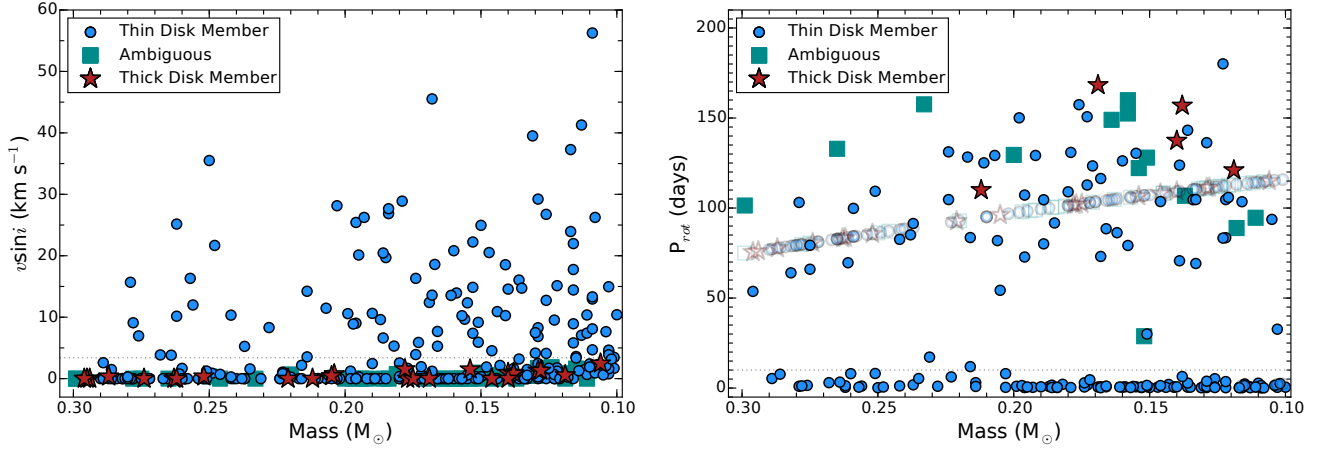 60
50
40
30
20
10
0
v sin i (km s⁻¹)
Thin Disk Member
Ambiguous
Thick Disk Member
0.30
0.25
0.20
0.15
0.10
Mass (M☉)
200
150
100
50
0
P_rot (days)
Thin Disk Member
Ambiguous
Thick Disk Member
0.30
0.25
0.20
0.15
0.10
Mass (M☉)